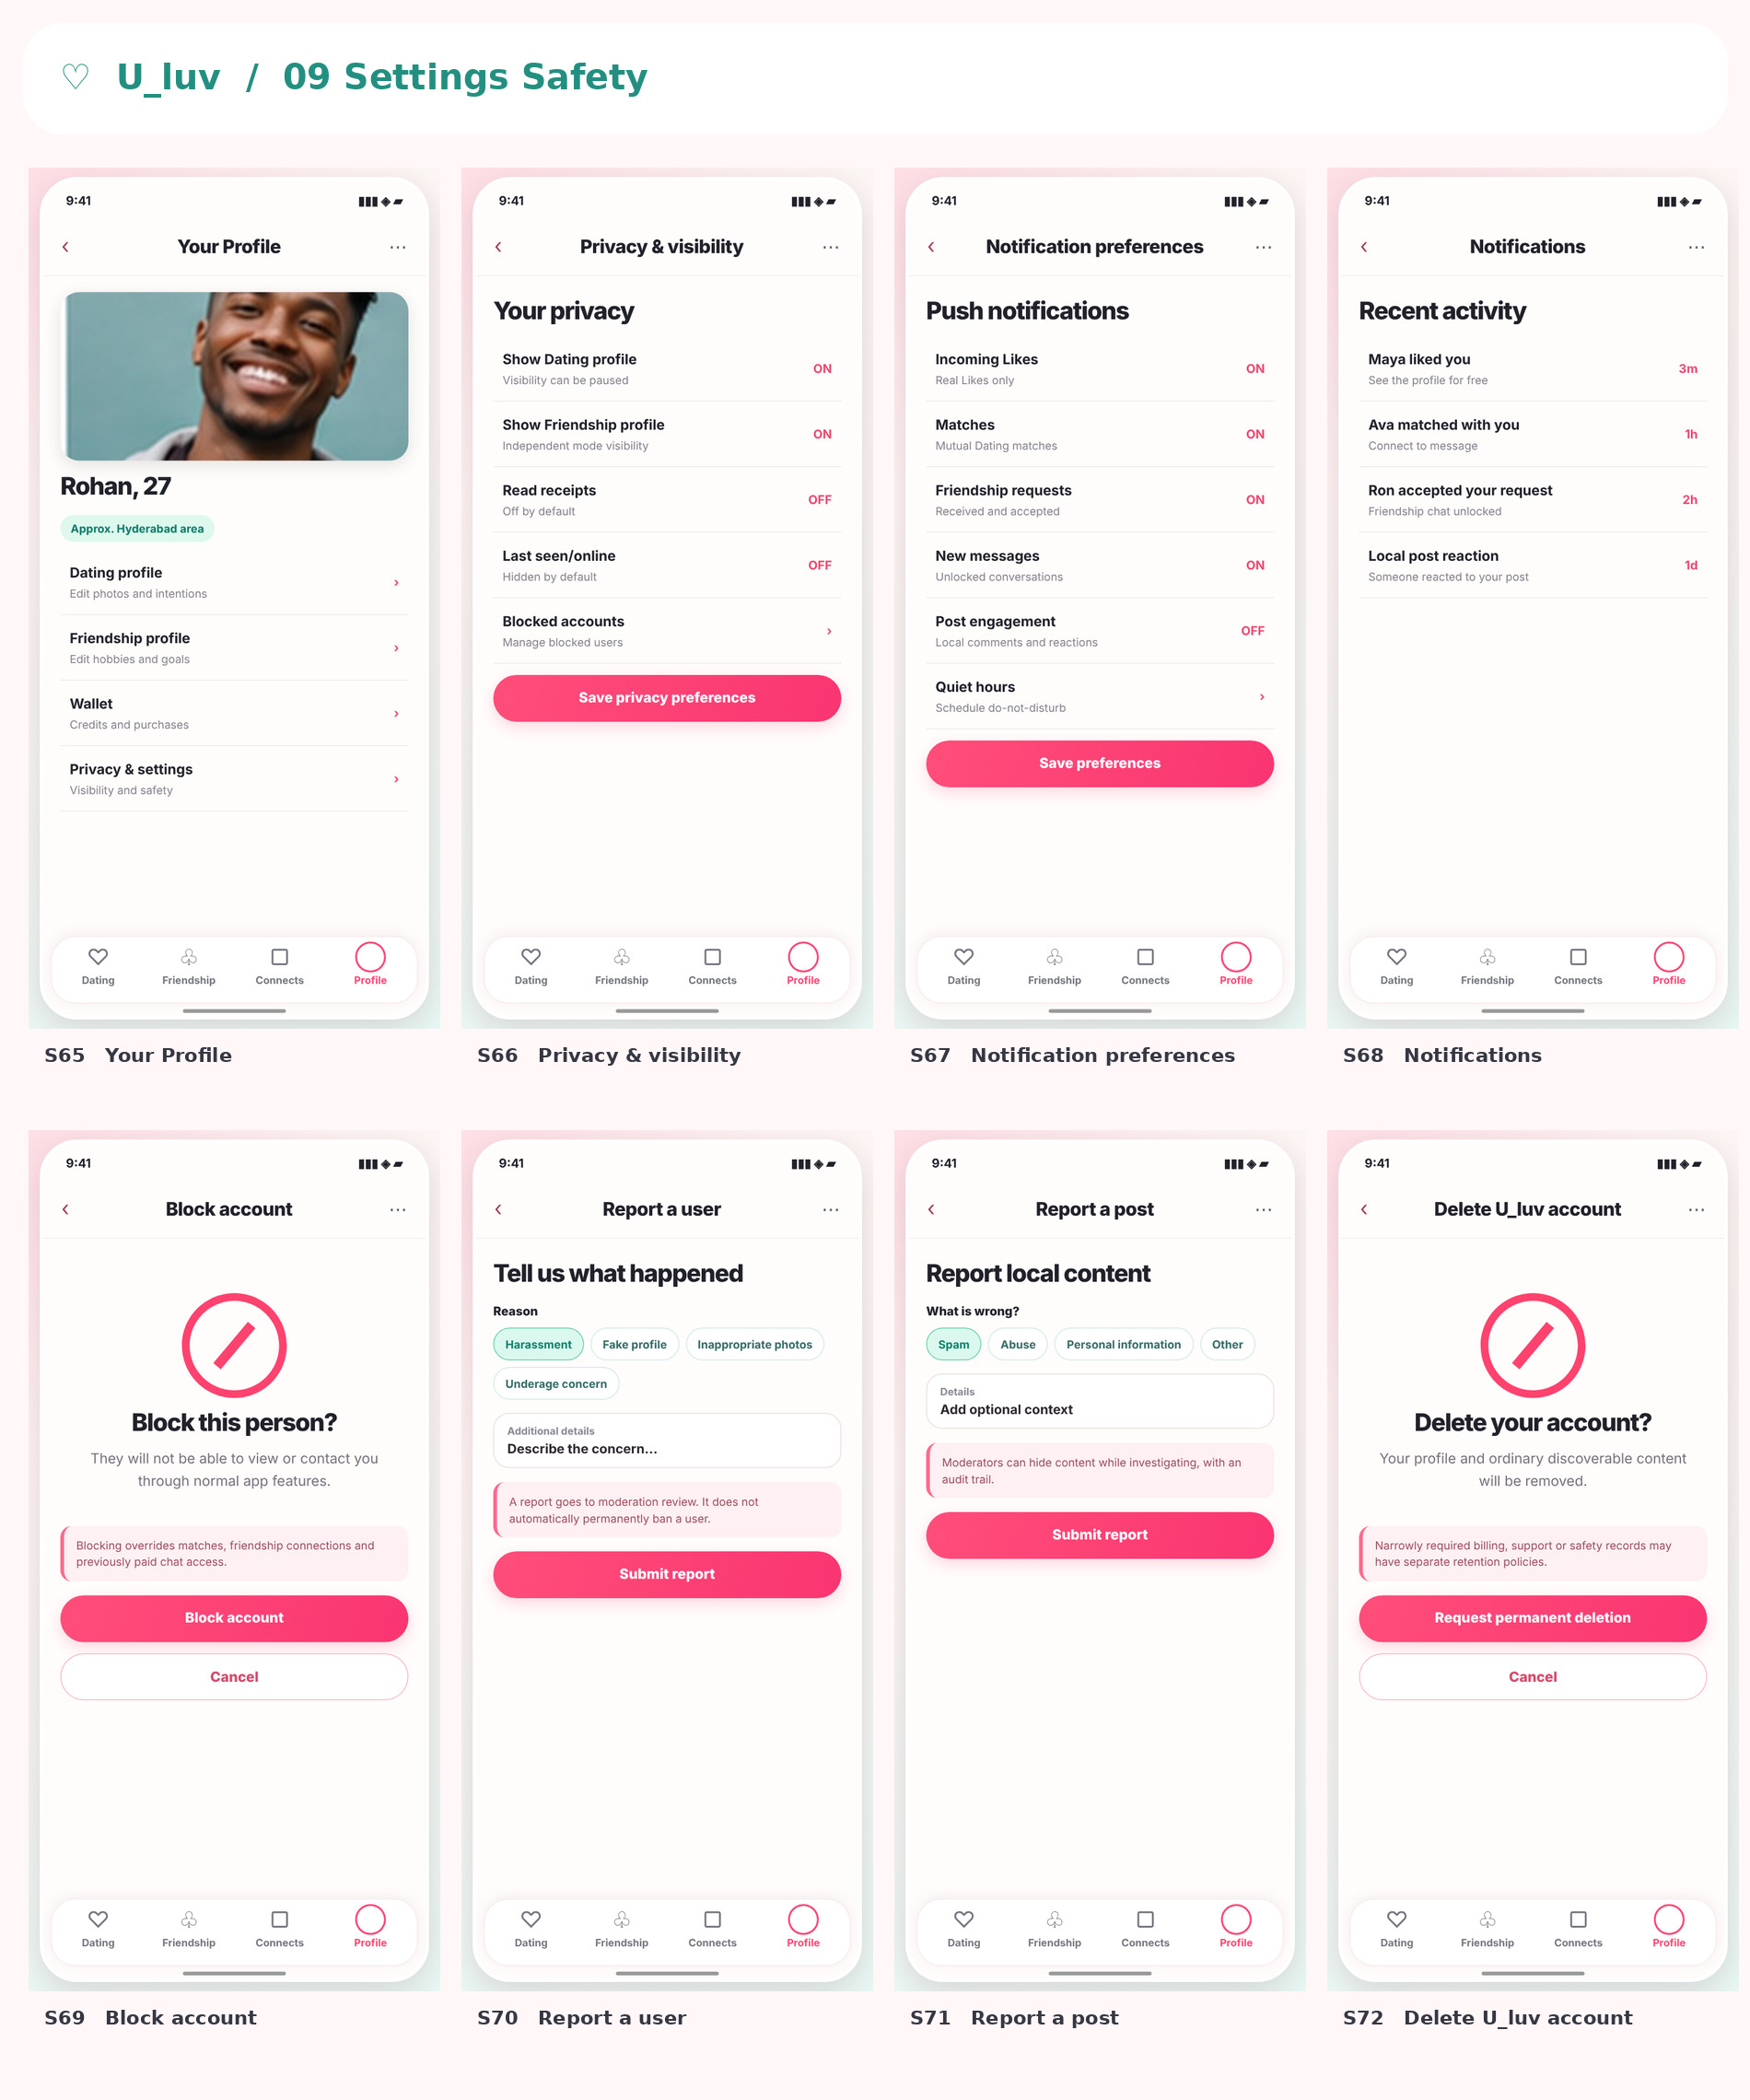 ♡ U_luv / 09 Settings Safety
9:41
‹ Your Profile ...
Rohan, 27
Approx. Hyderabad area
Dating profile
Edit photos and intentions
›
Friendship profile
Edit hobbies and goals
›
Wallet
Credits and purchases
›
Privacy & settings
Visibility and safety
›
Dating Friendship Connects Profile
S65 Your Profile
9:41
‹ Privacy & visibility ...
Your privacy
Show Dating profile
Visibility can be paused
ON
Show Friendship profile
Independent mode visibility
ON
Read receipts
Off by default
OFF
Last seen/online
Hidden by default
OFF
Blocked accounts
Manage blocked users
›
Save privacy preferences
Dating Friendship Connects Profile
S66 Privacy & visibility
9:41
‹ Notification preferences ...
Push notifications
Incoming Likes
Real Likes only
ON
Matches
Mutual Dating matches
ON
Friendship requests
Received and accepted
ON
New messages
Unlocked conversations
ON
Post engagement
Local comments and reactions
OFF
Quiet hours
Schedule do-not-disturb
›
Save preferences
Dating Friendship Connects Profile
S67 Notification preferences
9:41
‹ Notifications ...
Recent activity
Maya liked you
See the profile for free
3m
Ava matched with you
Connect to message
1h
Ron accepted your request
Friendship chat unlocked
2h
Local post reaction
Someone reacted to your post
1d
Dating Friendship Connects Profile
S68 Notifications
9:41
‹ Block account ...
Block this person?
They will not be able to view or contact you
through normal app features.
Blocking overrides matches, friendship connections and
previously paid chat access.
Block account
Cancel
Dating Friendship Connects Profile
S69 Block account
9:41
‹ Report a user ...
Tell us what happened
Reason
Harassment Fake profile Inappropriate photos
Underage concern
Additional details
Describe the concern...
A report goes to moderation review. It does not
automatically permanently ban a user.
Submit report
Dating Friendship Connects Profile
S70 Report a user
9:41
‹ Report a post ...
Report local content
What is wrong?
Spam Abuse Personal information Other
Details
Add optional context
Moderators can hide content while investigating, with an
audit trail.
Submit report
Dating Friendship Connects Profile
S71 Report a post
9:41
‹ Delete U_luv account ...
Delete your account?
Your profile and ordinary discoverable content
will be removed.
Narrowly required billing, support or safety records may
have separate retention policies.
Request permanent deletion
Cancel
Dating Friendship Connects Profile
S72 Delete U_luv account